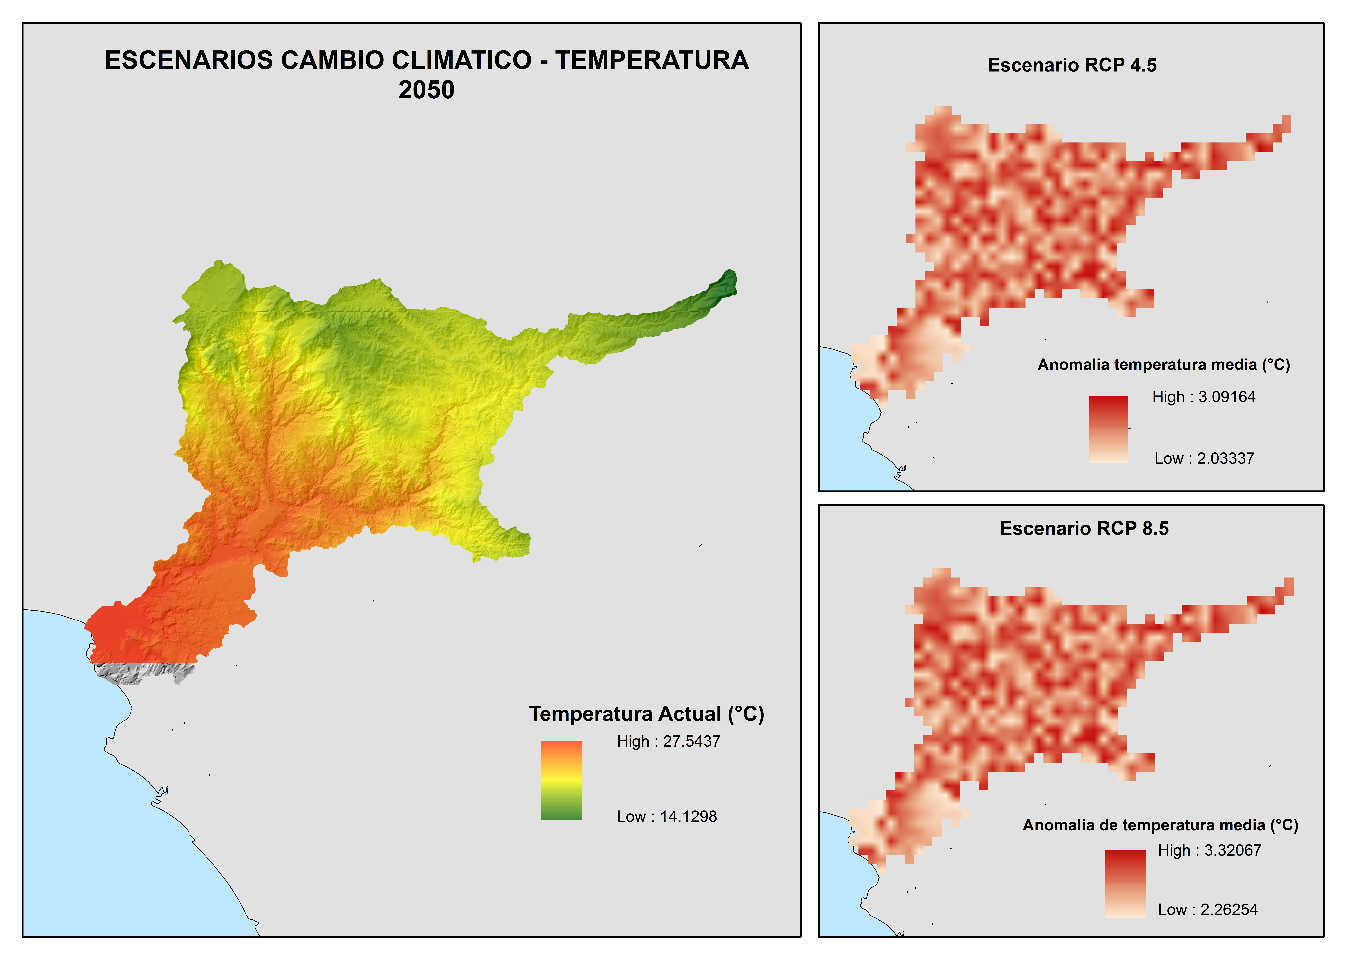 ESCENARIOS CAMBIO CLIMATICO - TEMPERATURA
2050
Temperatura Actual (°C)
High : 27.5437
Low : 14.1298
Escenario RCP 4.5
Anomalia temperatura media (°C)
High : 3.09164
Low : 2.03337
Escenario RCP 8.5
Anomalia de temperatura media (°C)
High : 3.32067
Low : 2.26254